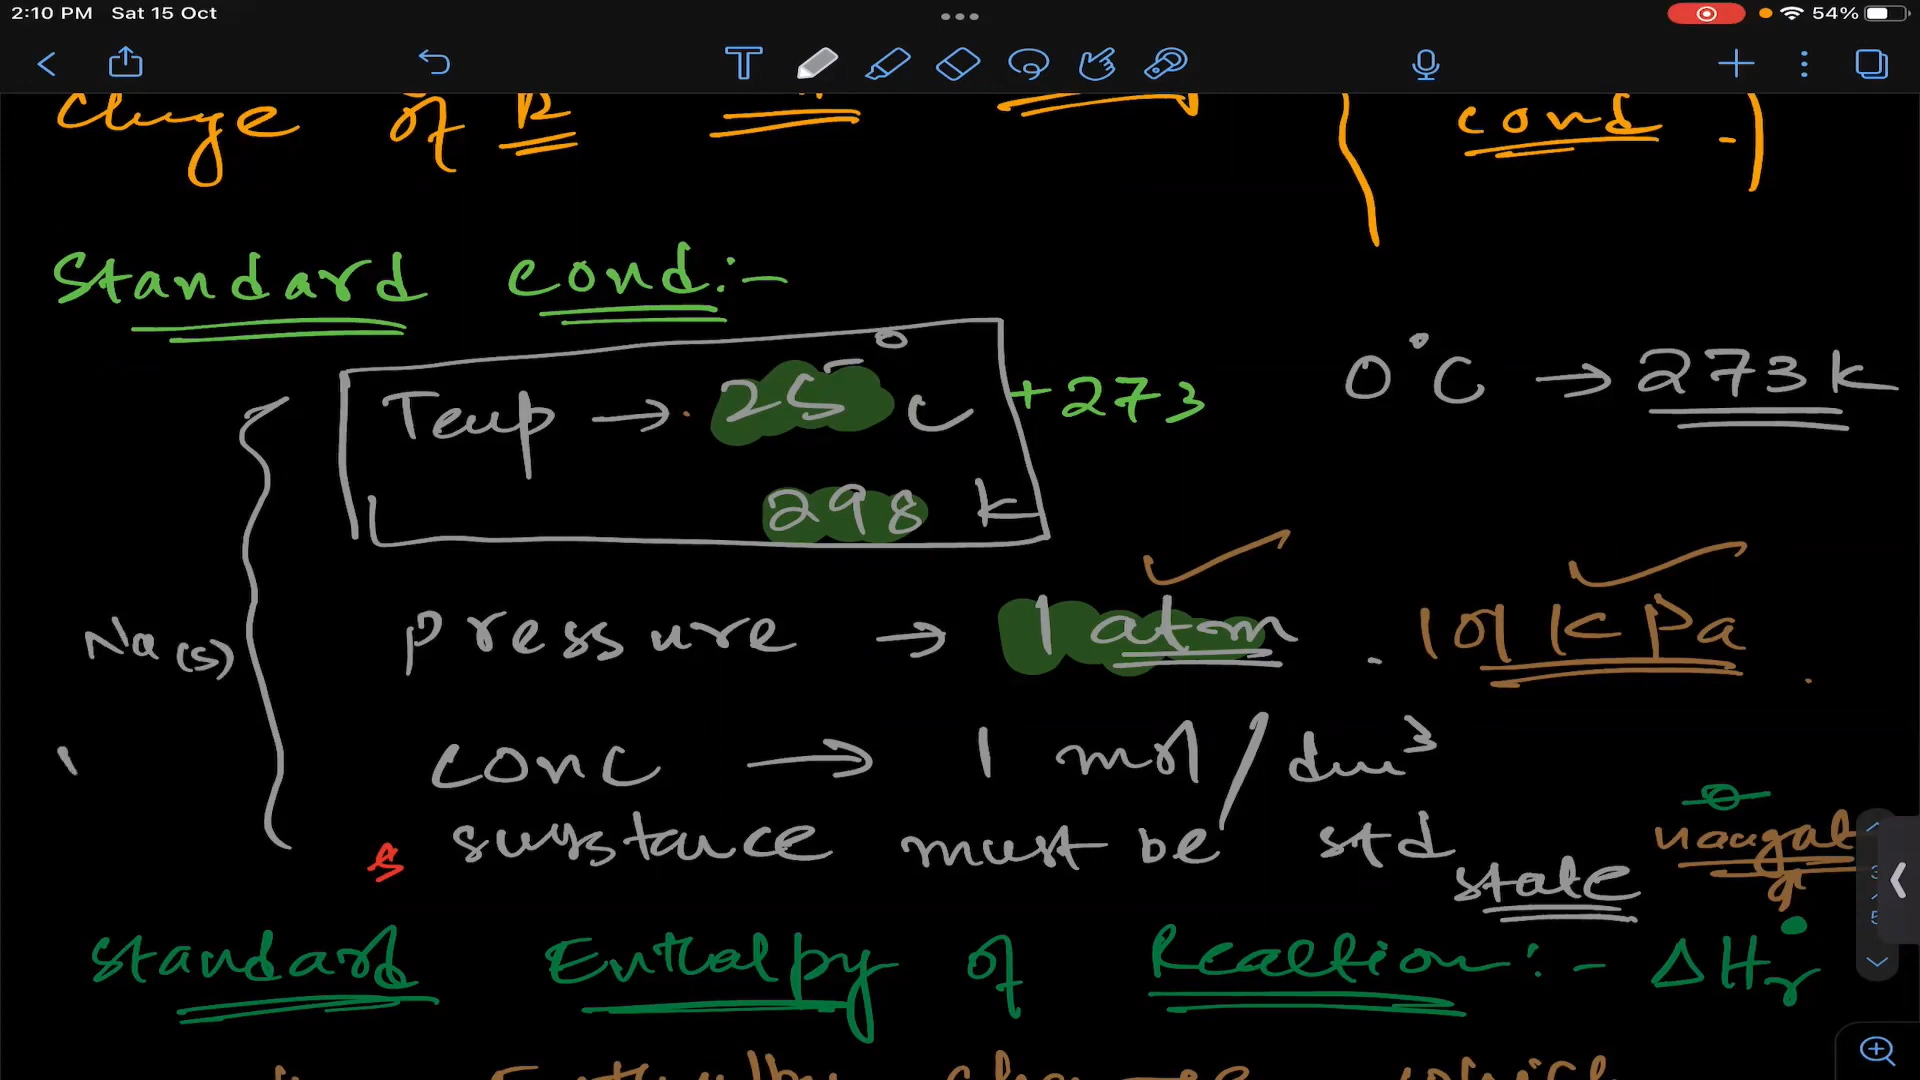 2:10 PM Sat 15 Oct 54%
of R cond -
Standard cond:-
Temp → 25°C +273 0°C → 273 k
298 k
Na(s) pressure → 1 atm . 101 kPa
conc → 1 mol/dm³
substance must be std state
standard Enthalpy of Reaction:- ΔHr°